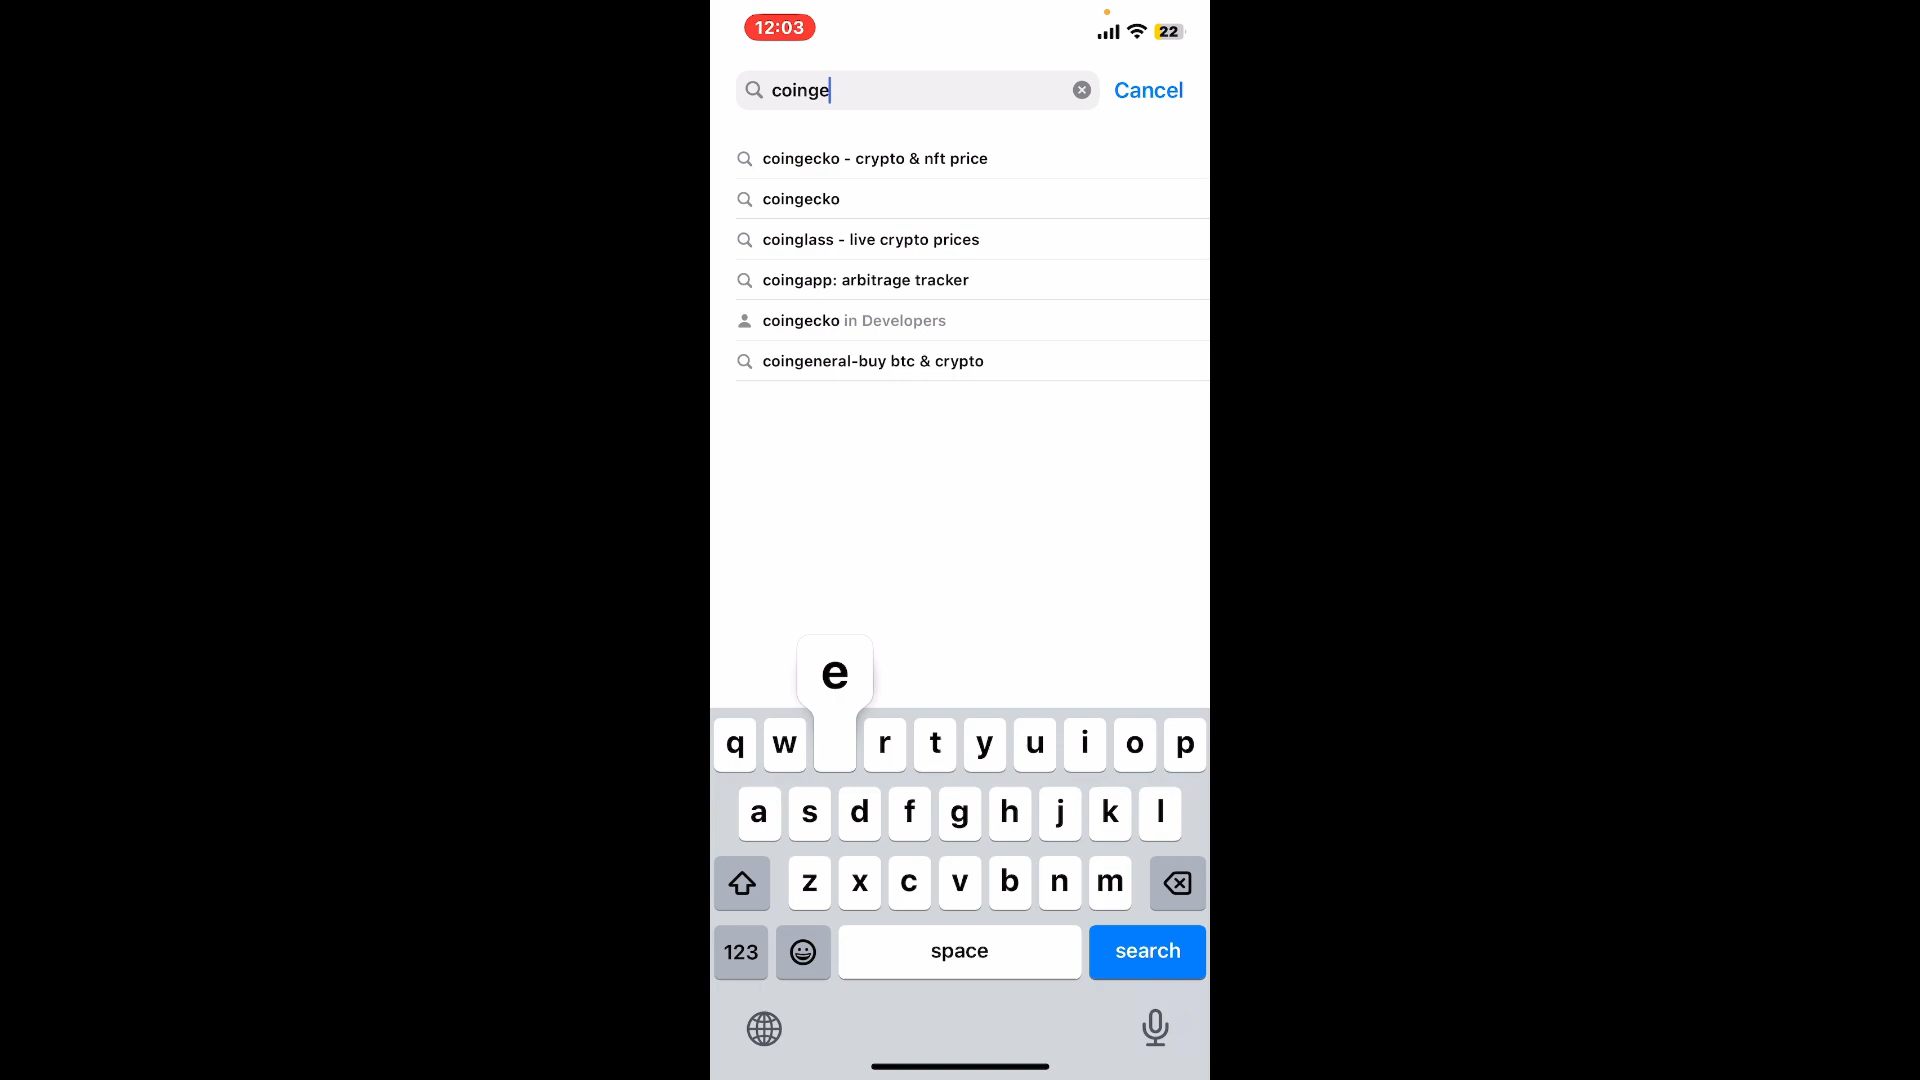 12:03
22
coinge
Cancel
coingecko - crypto & nft price
coingecko
coinglass - live crypto prices
coingapp: arbitrage tracker
coingecko in Developers
coingeneral-buy btc & crypto
e
q w r t y u i o p
a s d f g h j k l
z x c v b n m
123 space search